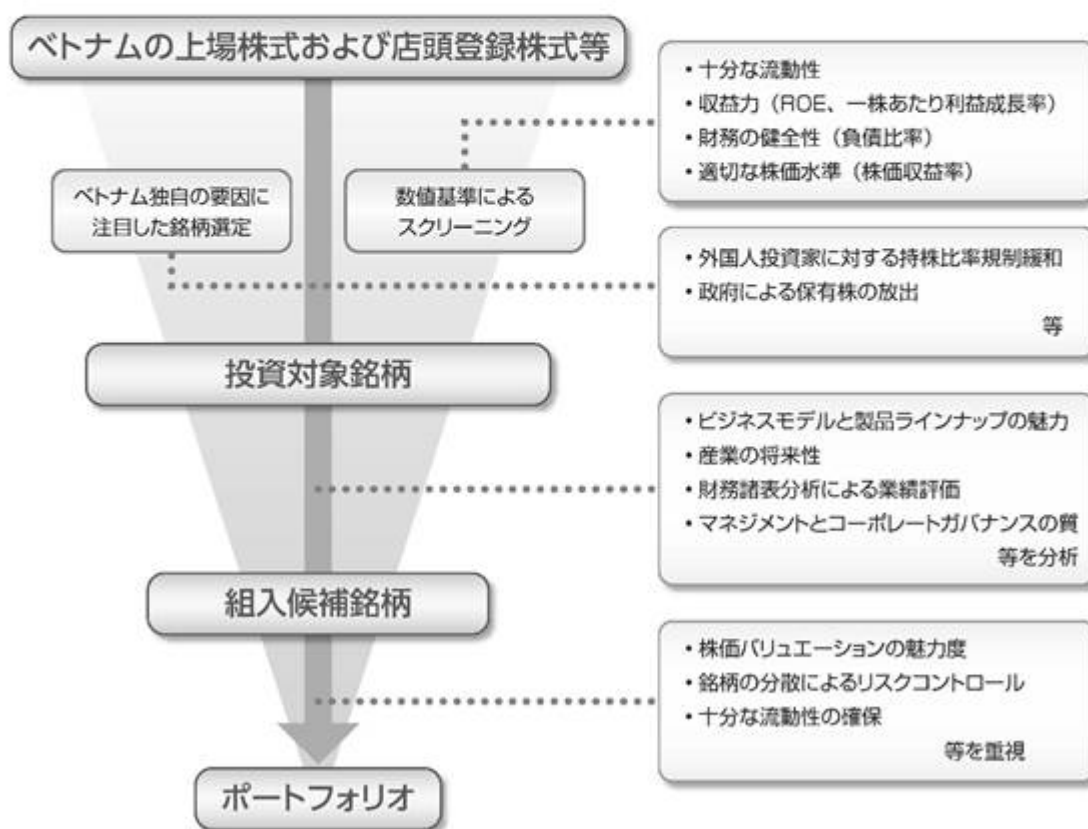 ベトナムの上場株式および店頭登録株式等
・十分な流動性
・収益力（ROE、一株あたり利益成長率）
・財務の健全性（負債比率）
・適切な株価水準（株価収益率）
ベトナム独自の要因に
注目した銘柄選定
数値基準による
スクリーニング
・外国人投資家に対する持株比率規制緩和
・政府による保有株の放出
等
投資対象銘柄
・ビジネスモデルと製品ラインナップの魅力
・産業の将来性
・財務諸表分析による業績評価
・マネジメントとコーポレートガバナンスの質
等を分析
組入候補銘柄
・株価バリュエーションの魅力度
・銘柄の分散によるリスクコントロール
・十分な流動性の確保
等を重視
ポートフォリオ